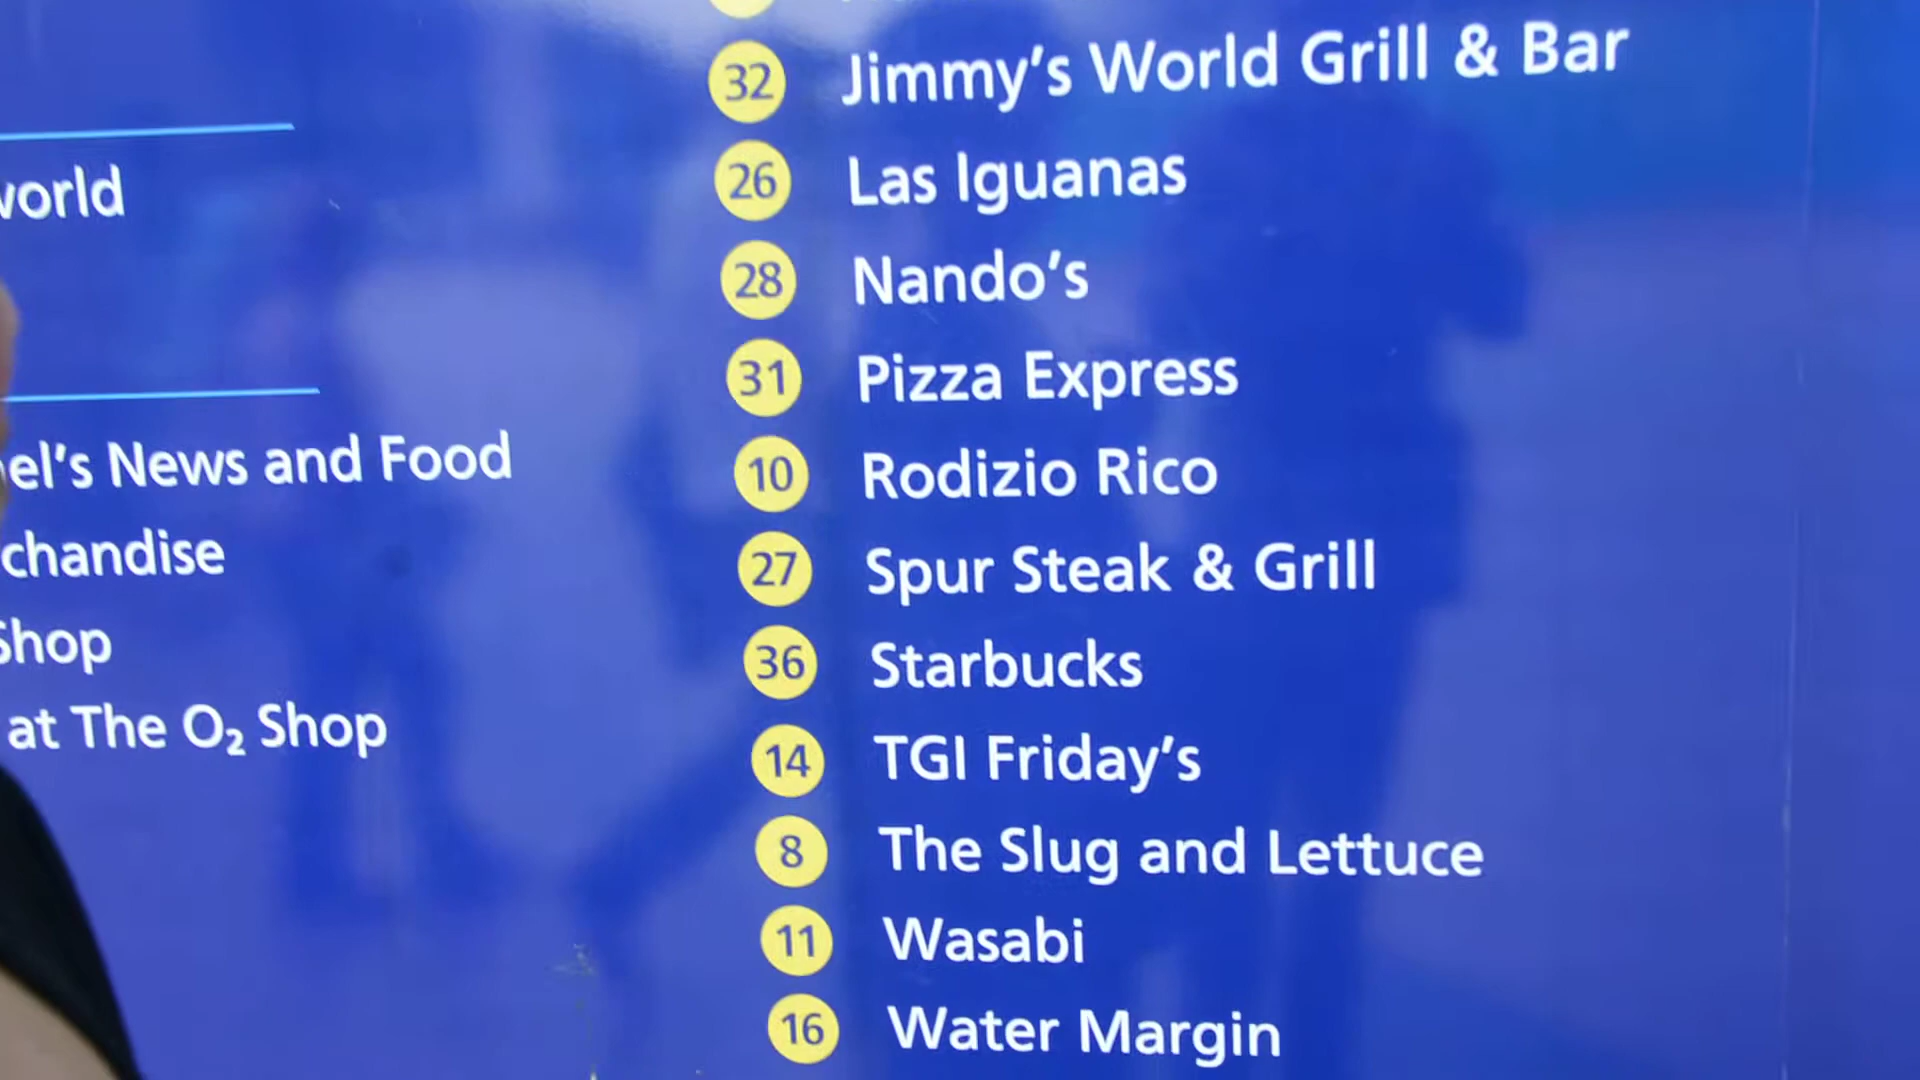 world
el's News and Food
chandise
Shop
at The O₂ Shop
32 Jimmy's World Grill & Bar
26 Las Iguanas
28 Nando's
31 Pizza Express
10 Rodizio Rico
27 Spur Steak & Grill
36 Starbucks
14 TGI Friday's
8 The Slug and Lettuce
11 Wasabi
16 Water Margin